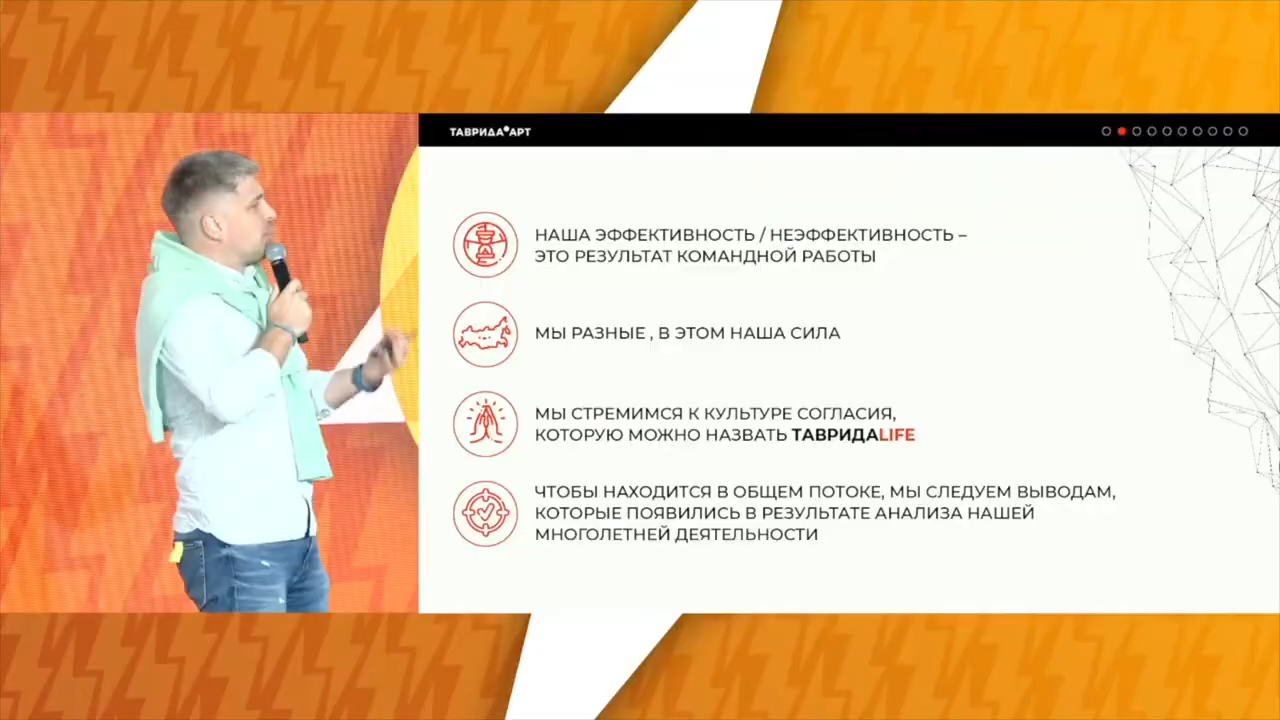 ТАВРИДА АРТ
НАША ЭФФЕКТИВНОСТЬ / НЕЭФФЕКТИВНОСТЬ –
ЭТО РЕЗУЛЬТАТ КОМАНДНОЙ РАБОТЫ
МЫ РАЗНЫЕ , В ЭТОМ НАША СИЛА
МЫ СТРЕМИМСЯ К КУЛЬТУРЕ СОГЛАСИЯ,
КОТОРУЮ МОЖНО НАЗВАТЬ ТАВРИДАLIFE
ЧТОБЫ НАХОДИТСЯ В ОБЩЕМ ПОТОКЕ, МЫ СЛЕДУЕМ ВЫВОДАМ,
КОТОРЫЕ ПОЯВИЛИСЬ В РЕЗУЛЬТАТЕ АНАЛИЗА НАШЕЙ
МНОГОЛЕТНЕЙ ДЕЯТЕЛЬНОСТИ